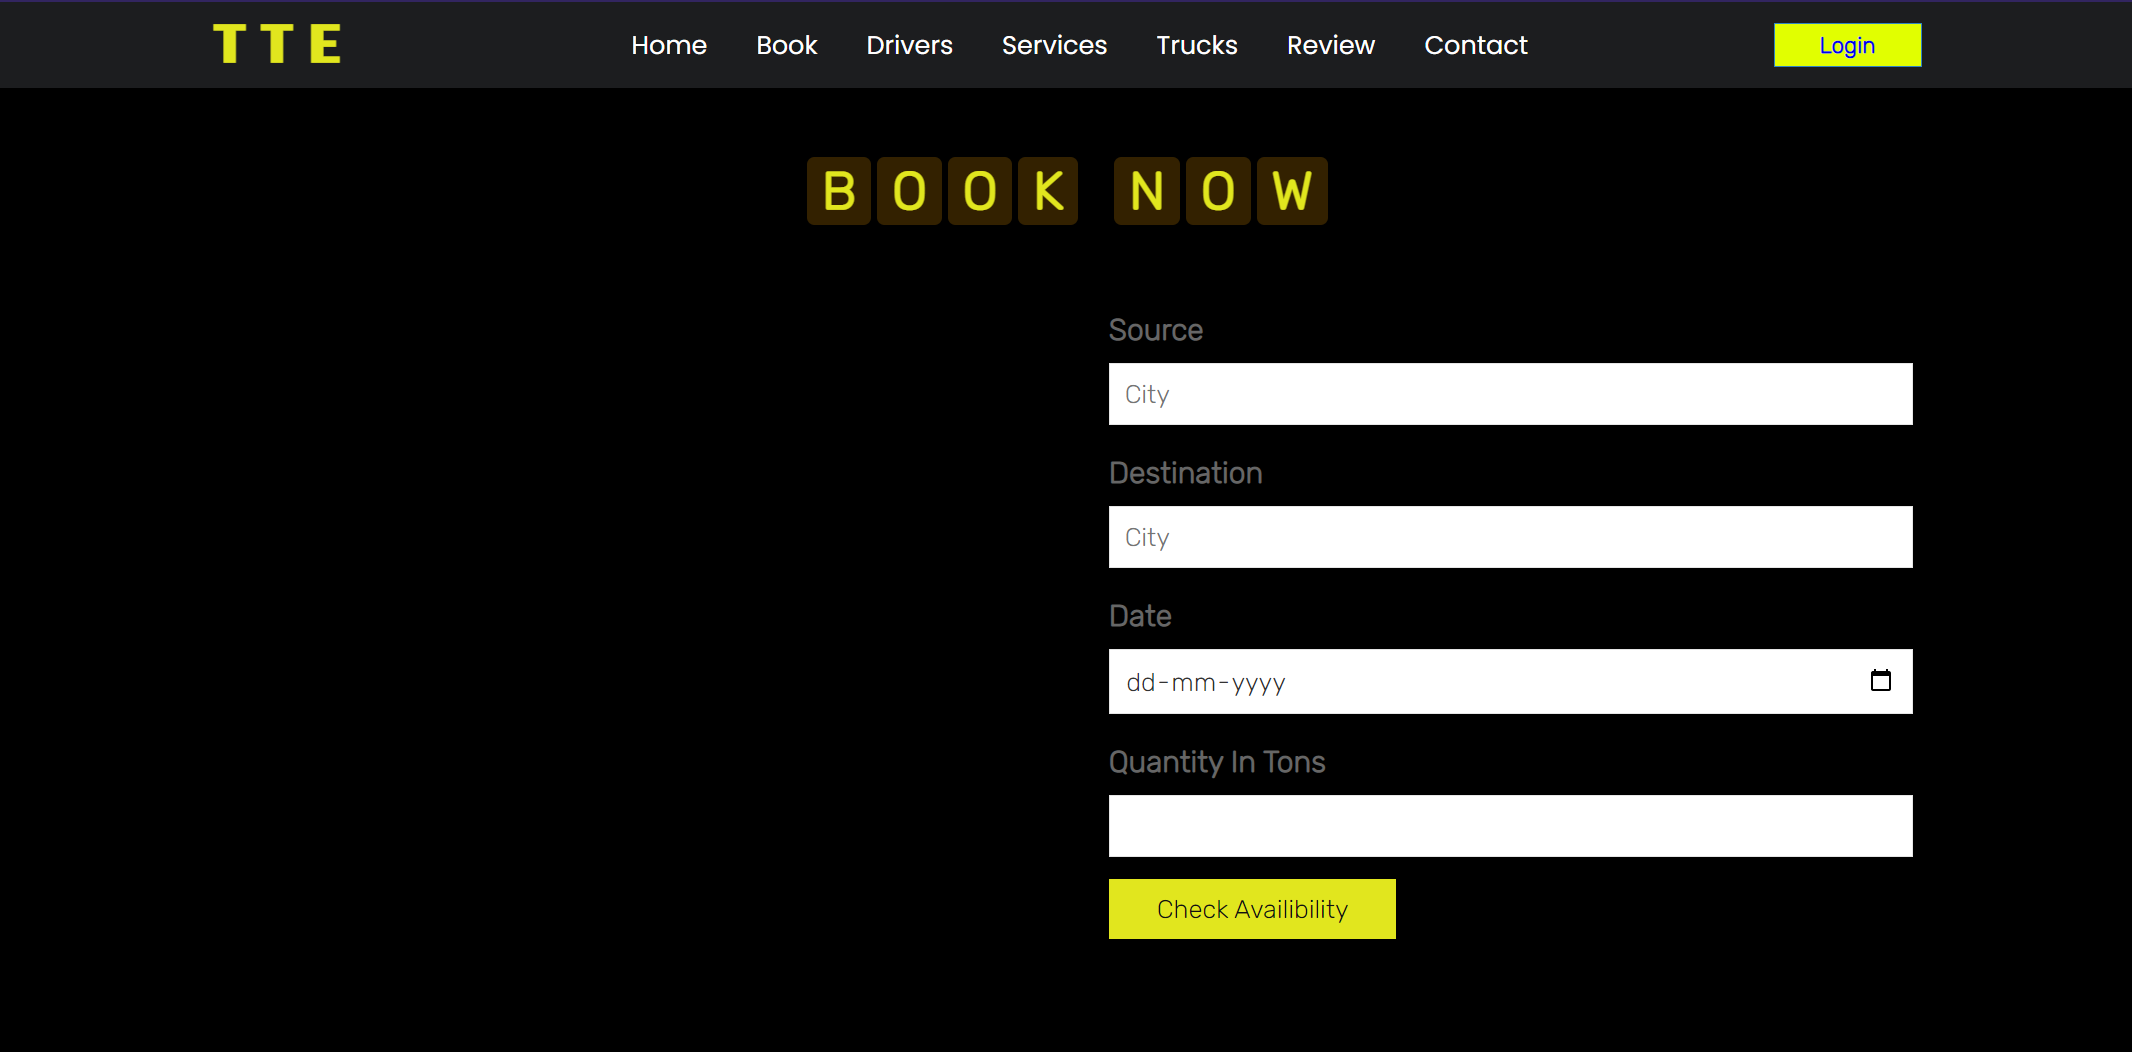 TTE Home Book Drivers Services Trucks Review Contact Login
BOOK NOW
Source
City
Destination
City
Date
dd-mm-yyyy
Quantity In Tons
Check Availibility